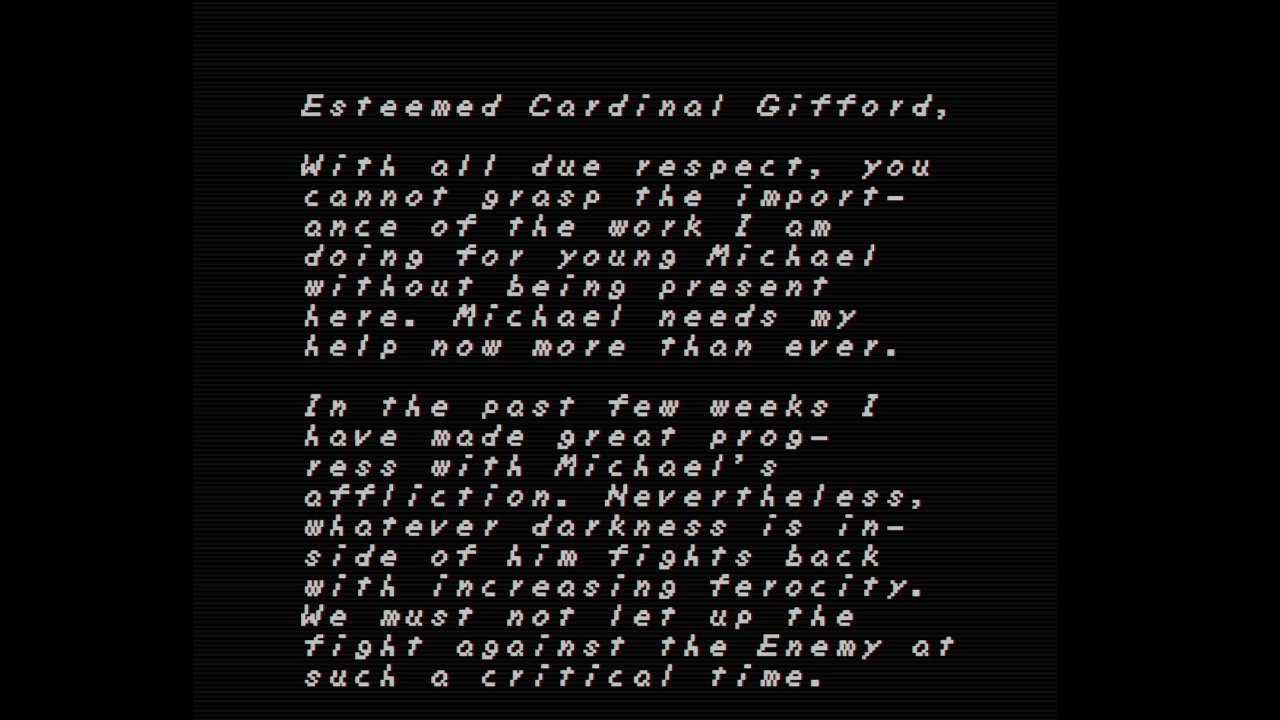 Esteemed Cardinal Gifford,
With all due respect, you
cannot grasp the import-
ance of the work I am
doing for young Michael
without being present
here. Michael needs my
help now more than ever.
In the past few weeks I
have made great prog-
ress with Michael's
affliction. Nevertheless,
whatever darkness is in-
side of him fights back
with increasing ferocity.
We must not let up the
fight against the Enemy at
such a critical time.